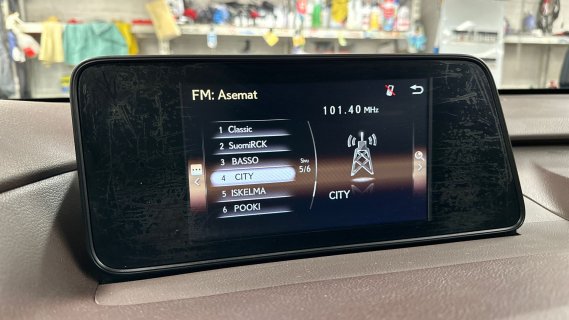 FM: Asemat
101.40 MHz
1 Classic
2 SuomiRCK
3 BASSO
4 CITY
5 ISKELMA
6 POOKI
5/6
CITY